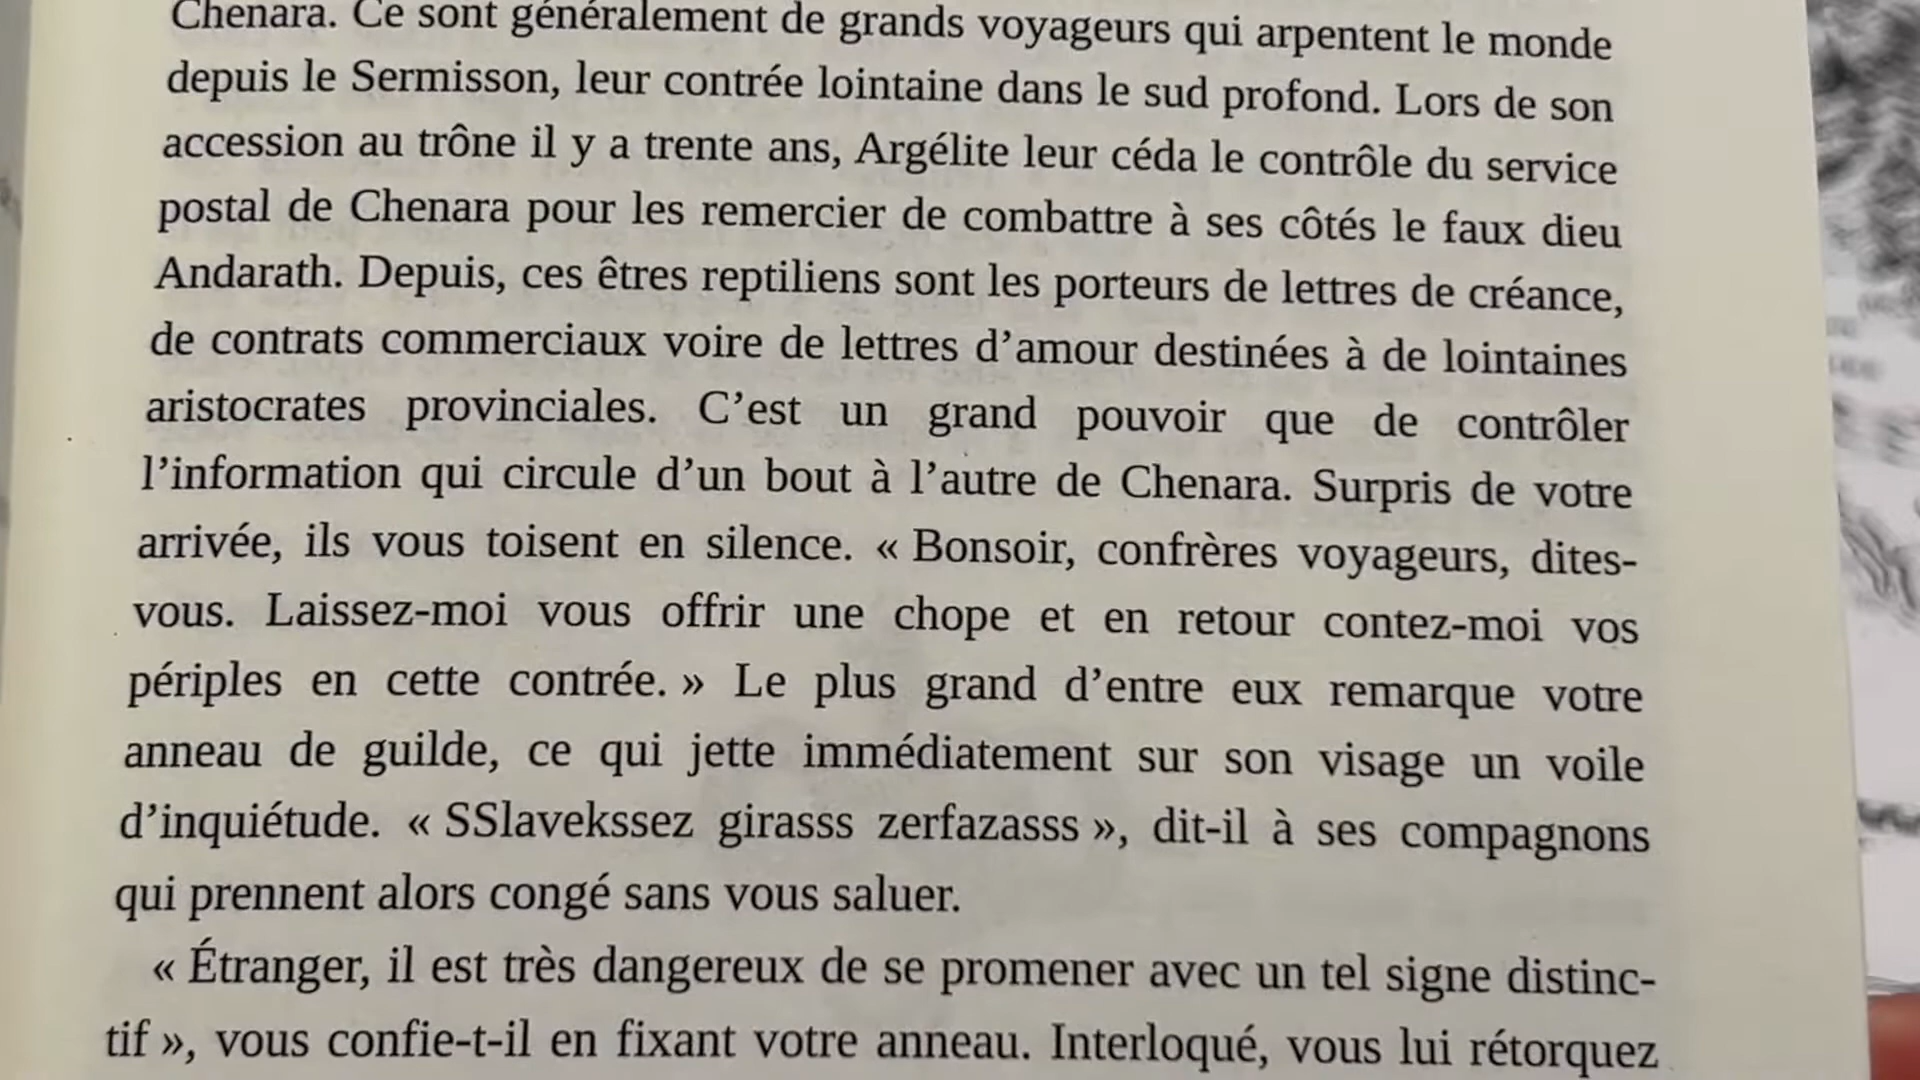 Chenara. Ce sont généralement de grands voyageurs qui arpentent le monde
depuis le Sermisson, leur contrée lointaine dans le sud profond. Lors de son
accession au trône il y a trente ans, Argélite leur céda le contrôle du service
postal de Chenara pour les remercier de combattre à ses côtés le faux dieu
Andarath. Depuis, ces êtres reptiliens sont les porteurs de lettres de créance,
de contrats commerciaux voire de lettres d’amour destinées à de lointaines
aristocrates provinciales. C’est un grand pouvoir que de contrôler
l’information qui circule d’un bout à l’autre de Chenara. Surpris de votre
arrivée, ils vous toisent en silence. « Bonsoir, confrères voyageurs, dites-
vous. Laissez-moi vous offrir une chope et en retour contez-moi vos
périples en cette contrée. » Le plus grand d’entre eux remarque votre
anneau de guilde, ce qui jette immédiatement sur son visage un voile
d’inquiétude. « SSlavekssez girasss zerfazasss », dit-il à ses compagnons
qui prennent alors congé sans vous saluer.
« Étranger, il est très dangereux de se promener avec un tel signe distinc-
tif », vous confie-t-il en fixant votre anneau. Interloqué, vous lui rétorquez